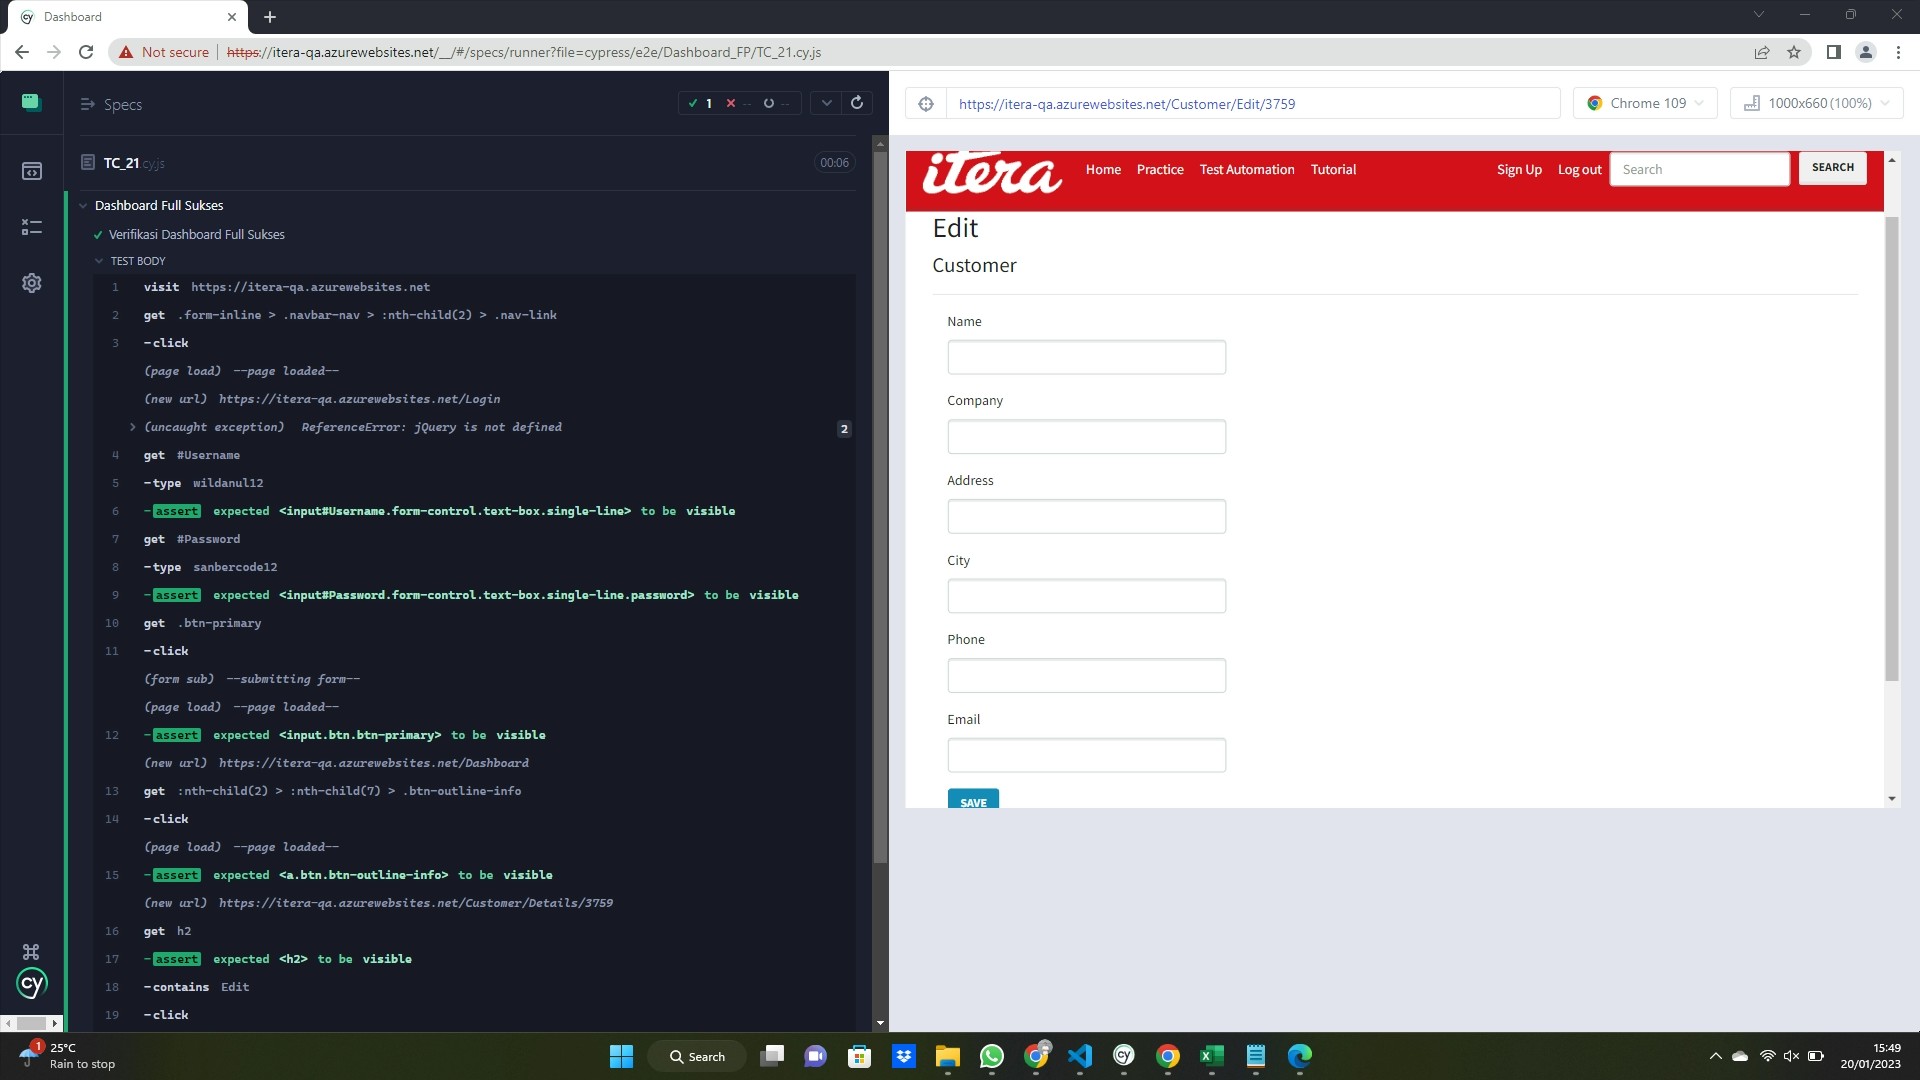 Dashboard
Not secure https://itera-qa.azurewebsites.net/__/#/specs/runner?file=cypress/e2e/Dashboard_FP/TC_21.cy.js
Specs
1 -- --
TC_21.cy.js 00:06
Dashboard Full Sukses
Verifikasi Dashboard Full Sukses
TEST BODY
1 visit https://itera-qa.azurewebsites.net
2 get .form-inline > .navbar-nav > :nth-child(2) > .nav-link
3 -click
(page load) --page loaded--
(new url) https://itera-qa.azurewebsites.net/Login
(uncaught exception) ReferenceError: jQuery is not defined 2
4 get #Username
5 -type wildanul12
6 -assert expected <input#Username.form-control.text-box.single-line> to be visible
7 get #Password
8 -type sanbercode12
9 -assert expected <input#Password.form-control.text-box.single-line.password> to be visible
10 get .btn-primary
11 -click
(form sub) --submitting form--
(page load) --page loaded--
12 -assert expected <input.btn.btn-primary> to be visible
(new url) https://itera-qa.azurewebsites.net/Dashboard
13 get :nth-child(2) > :nth-child(7) > .btn-outline-info
14 -click
(page load) --page loaded--
15 -assert expected <a.btn.btn-outline-info> to be visible
(new url) https://itera-qa.azurewebsites.net/Customer/Details/3759
16 get h2
17 -assert expected <h2> to be visible
18 -contains Edit
19 -click
cy
https://itera-qa.azurewebsites.net/Customer/Edit/3759
Chrome 109
1000x660 (100%)
itera Home Practice Test Automation Tutorial Sign Up Log out Search SEARCH
Edit
Customer
Name
Company
Address
City
Phone
Email
SAVE
1 25°C
Rain to stop
Search
15:49
20/01/2023